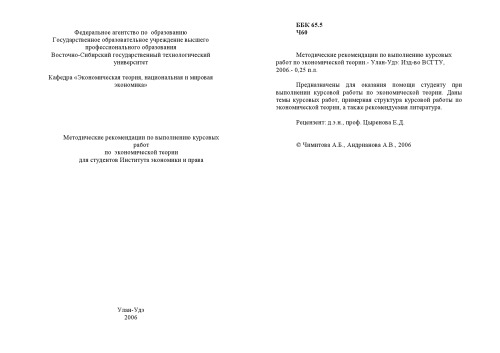 Федеральное агентство по образованию
Государственное образовательное учреждение высшего
профессионального образования
Восточно-Сибирский государственный технологический
университет
Кафедра «Экономическая теория, национальная и мировая
экономика»
Методические рекомендации по выполнению курсовых
работ
по экономической теории
для студентов Института экономики и права
Улан-Удэ
2006
ББК 65.5
Ч60
Методические рекомендации по выполнению курсовых
работ по экономической теории.- Улан-Удэ: Изд-во ВСГТУ,
2006.- 0,25 п.л.
Предназначены для оказания помощи студенту при
выполнении курсовой работы по экономической теории. Даны
темы курсовых работ, примерная структура курсовой работы по
экономической теории, а также рекомендуемая литература.
Рецензент: д.э.н., проф. Цыренова Е.Д.
© Чимитова А.Б., Андриянова А.В., 2006